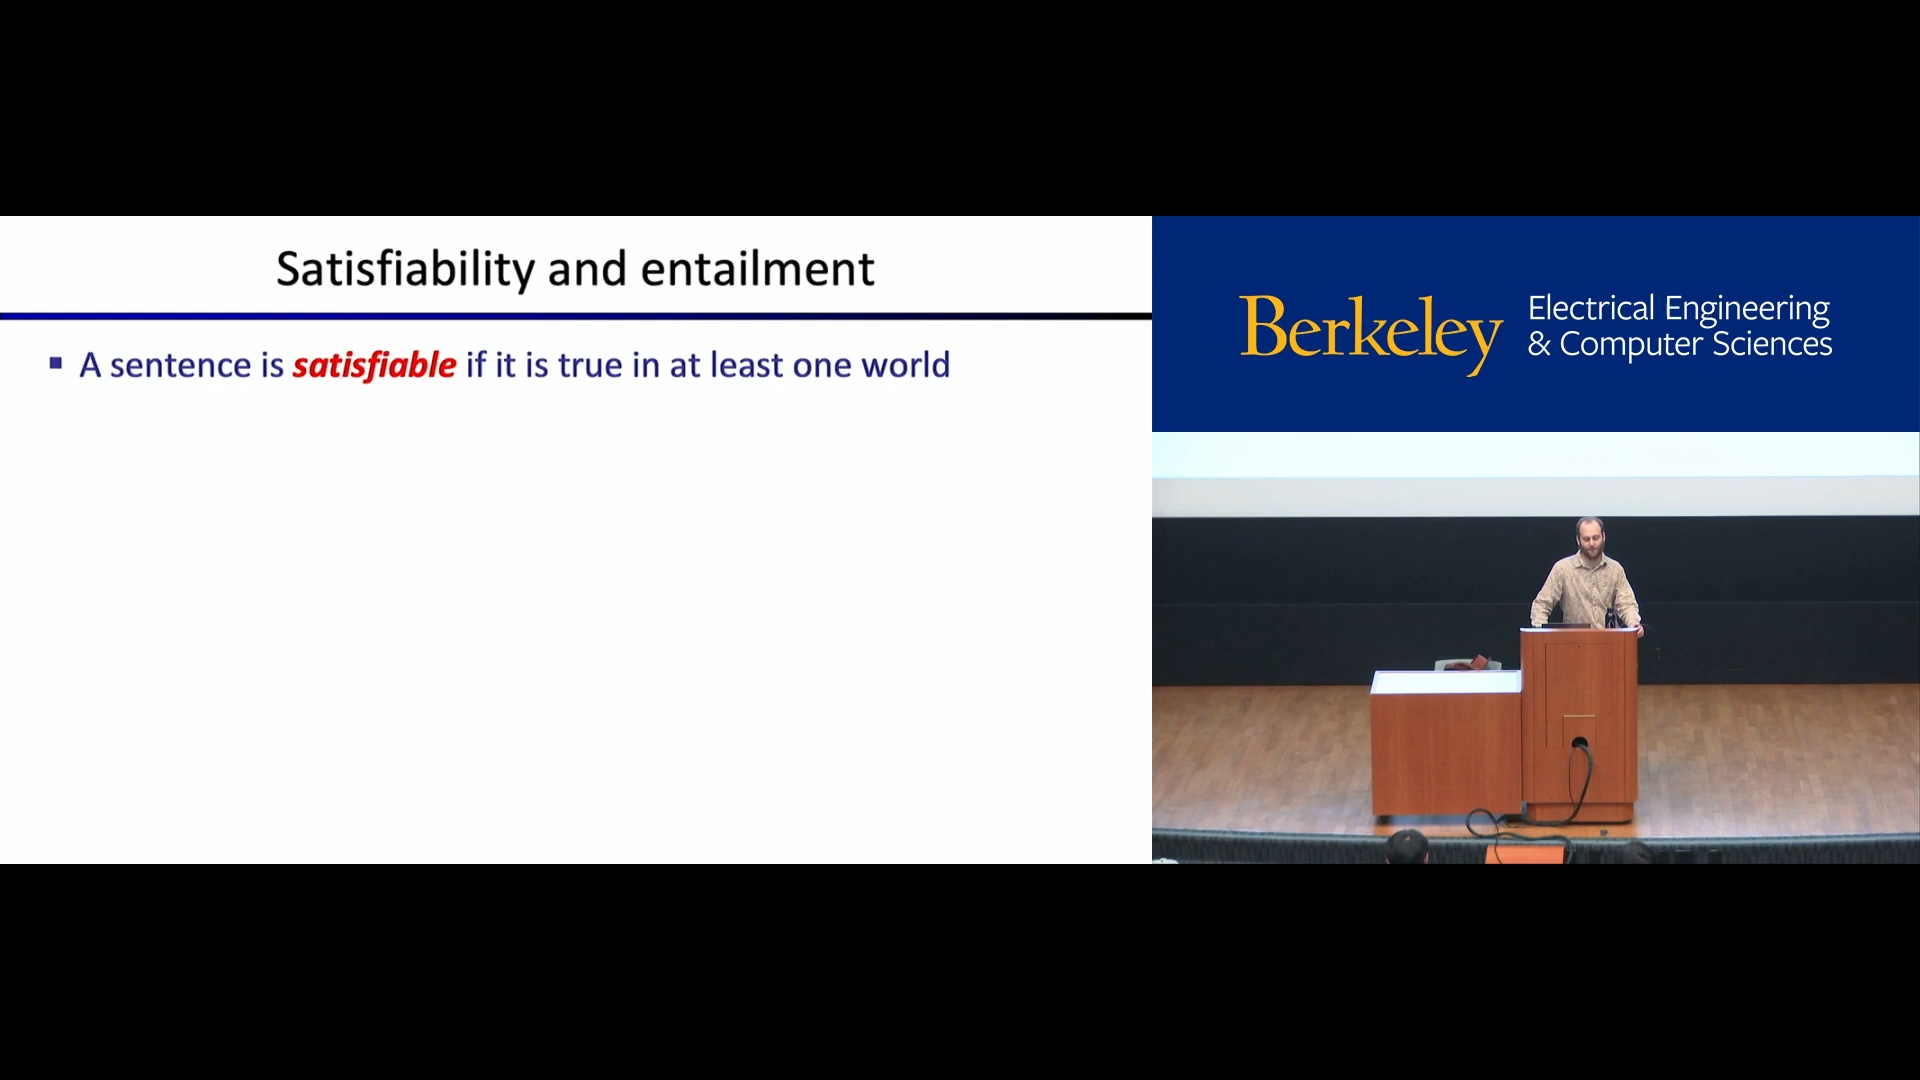 Satisfiability and entailment
▪ A sentence is satisfiable if it is true in at least one world
Berkeley
Electrical Engineering
& Computer Sciences